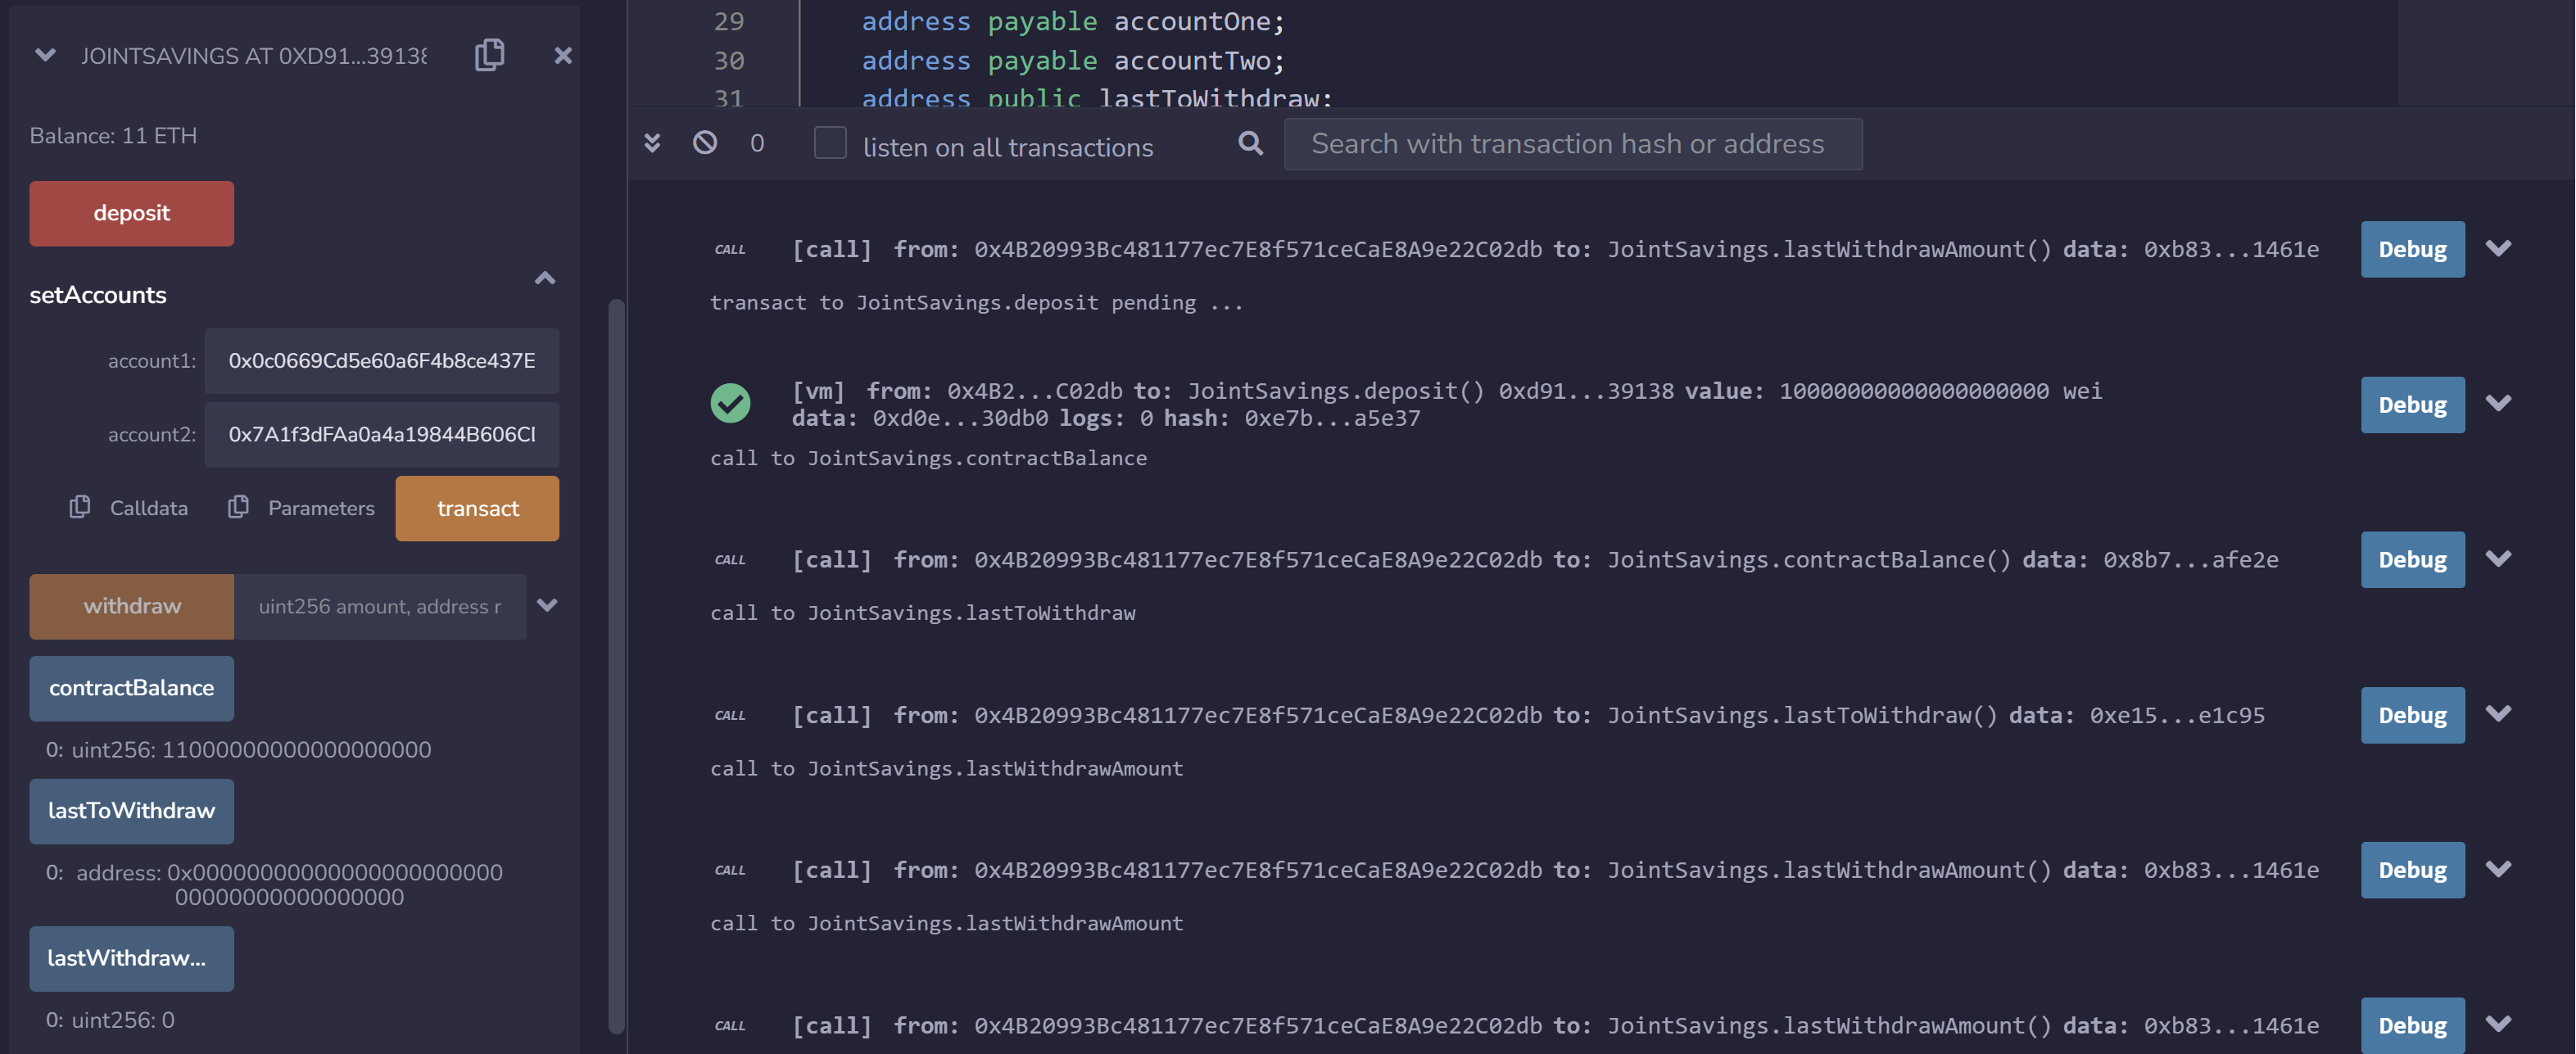 JOINTSAVINGS AT 0XD91...39138
Balance: 11 ETH
deposit
setAccounts
account1: 0x0c0669Cd5e60a6F4b8ce437E
account2: 0x7A1f3dFAa0a4a19844B606CI
Calldata Parameters transact
withdraw uint256 amount, address r
contractBalance
0: uint256: 11000000000000000000
lastToWithdraw
0: address: 0x00000000000000000000000
00000000000000000
lastWithdraw...
0: uint256: 0
29 address payable accountOne;
30 address payable accountTwo;
31 address public lastToWithdraw;
0 listen on all transactions Search with transaction hash or address
CALL [call] from: 0x4B20993Bc481177ec7E8f571ceCaE8A9e22C02db to: JointSavings.lastWithdrawAmount() data: 0xb83...1461e Debug
transact to JointSavings.deposit pending ...
[vm] from: 0x4B2...C02db to: JointSavings.deposit() 0xd91...39138 value: 10000000000000000000 wei
data: 0xd0e...30db0 logs: 0 hash: 0xe7b...a5e37 Debug
call to JointSavings.contractBalance
CALL [call] from: 0x4B20993Bc481177ec7E8f571ceCaE8A9e22C02db to: JointSavings.contractBalance() data: 0x8b7...afe2e Debug
call to JointSavings.lastToWithdraw
CALL [call] from: 0x4B20993Bc481177ec7E8f571ceCaE8A9e22C02db to: JointSavings.lastToWithdraw() data: 0xe15...e1c95 Debug
call to JointSavings.lastWithdrawAmount
CALL [call] from: 0x4B20993Bc481177ec7E8f571ceCaE8A9e22C02db to: JointSavings.lastWithdrawAmount() data: 0xb83...1461e Debug
call to JointSavings.lastWithdrawAmount
CALL [call] from: 0x4B20993Bc481177ec7E8f571ceCaE8A9e22C02db to: JointSavings.lastWithdrawAmount() data: 0xb83...1461e Debug